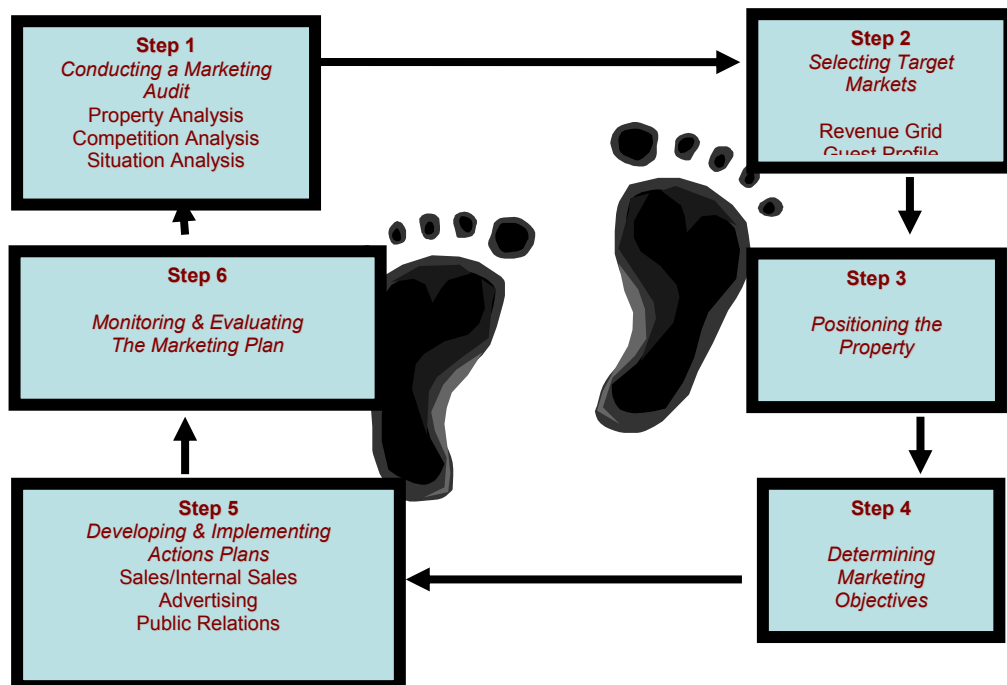 Step 1
Conducting a Marketing
Audit
Property Analysis
Competition Analysis
Situation Analysis
Step 2
Selecting Target
Markets
Revenue Grid
Guest Profile
Step 3
Positioning the
Property
Step 4
Determining
Marketing
Objectives
Step 5
Developing & Implementing
Actions Plans
Sales/Internal Sales
Advertising
Public Relations
Step 6
Monitoring & Evaluating
The Marketing Plan